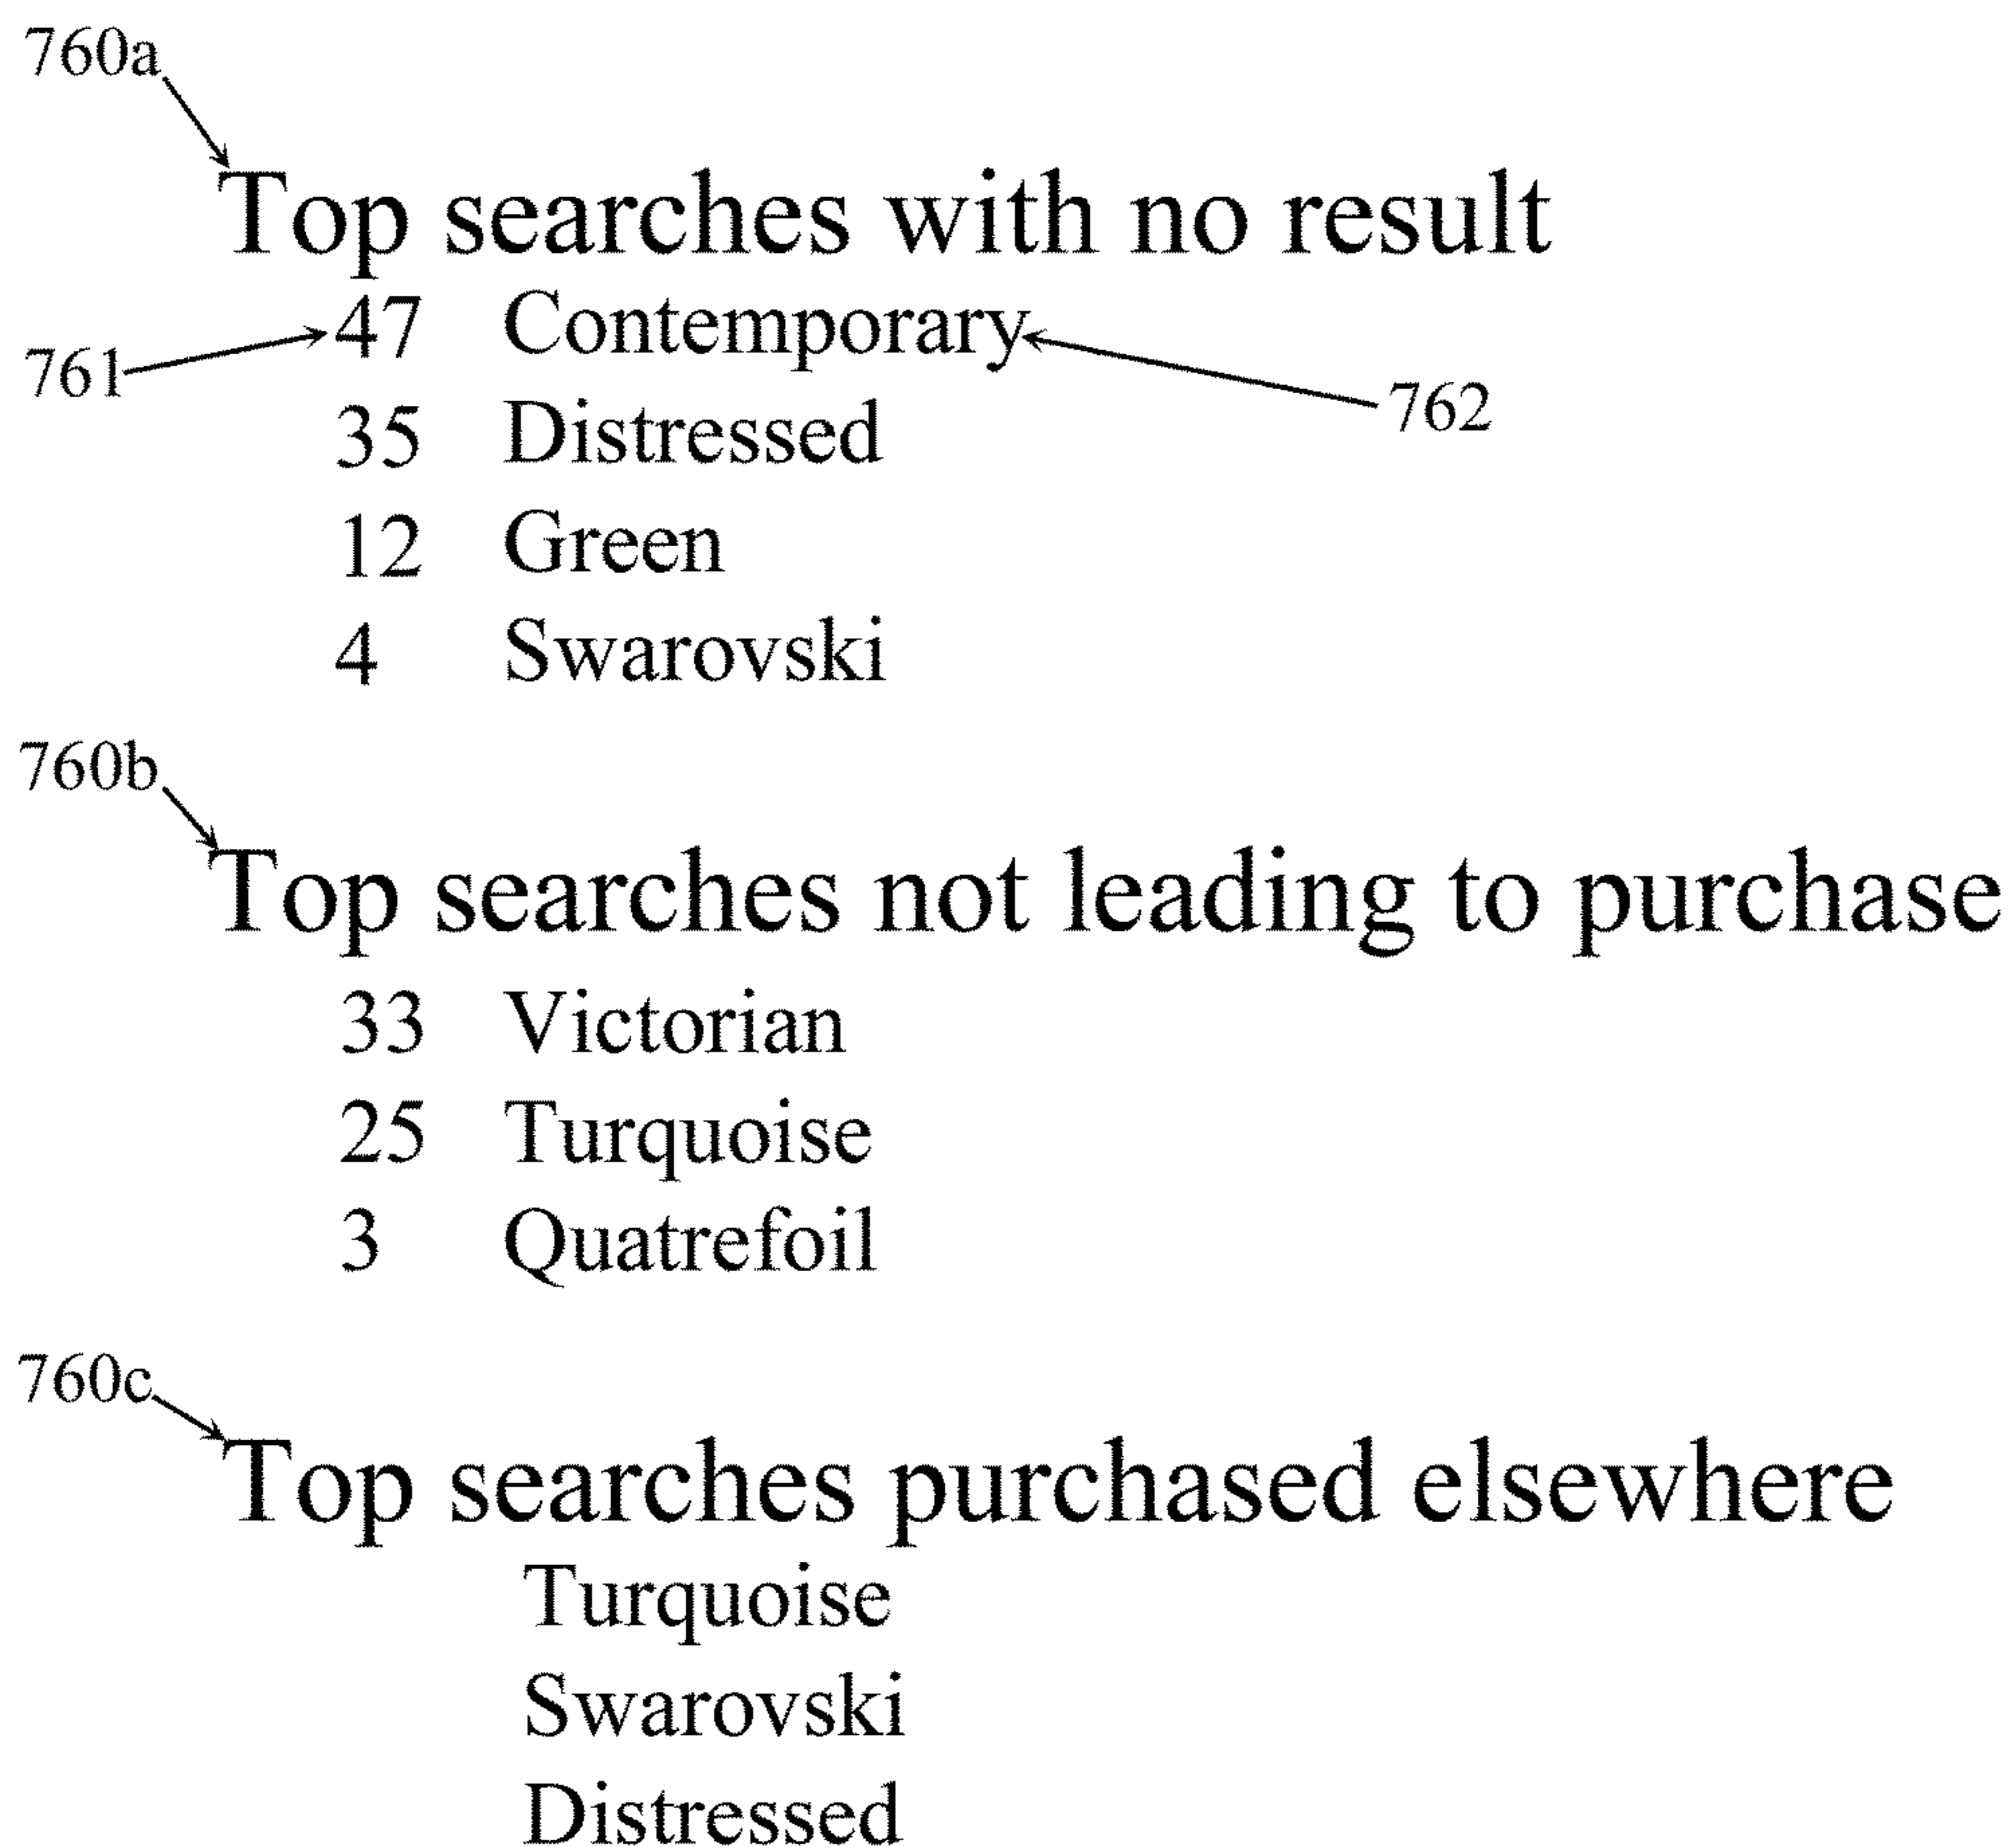 760a
Top searches with no result
47 Contemporary
761
762
35 Distressed
12 Green
4 Swarovski
760b
Top searches not leading to purchase
33 Victorian
25 Turquoise
3 Quatrefoil
760c
Top searches purchased elsewhere
Turquoise
Swarovski
Distressed